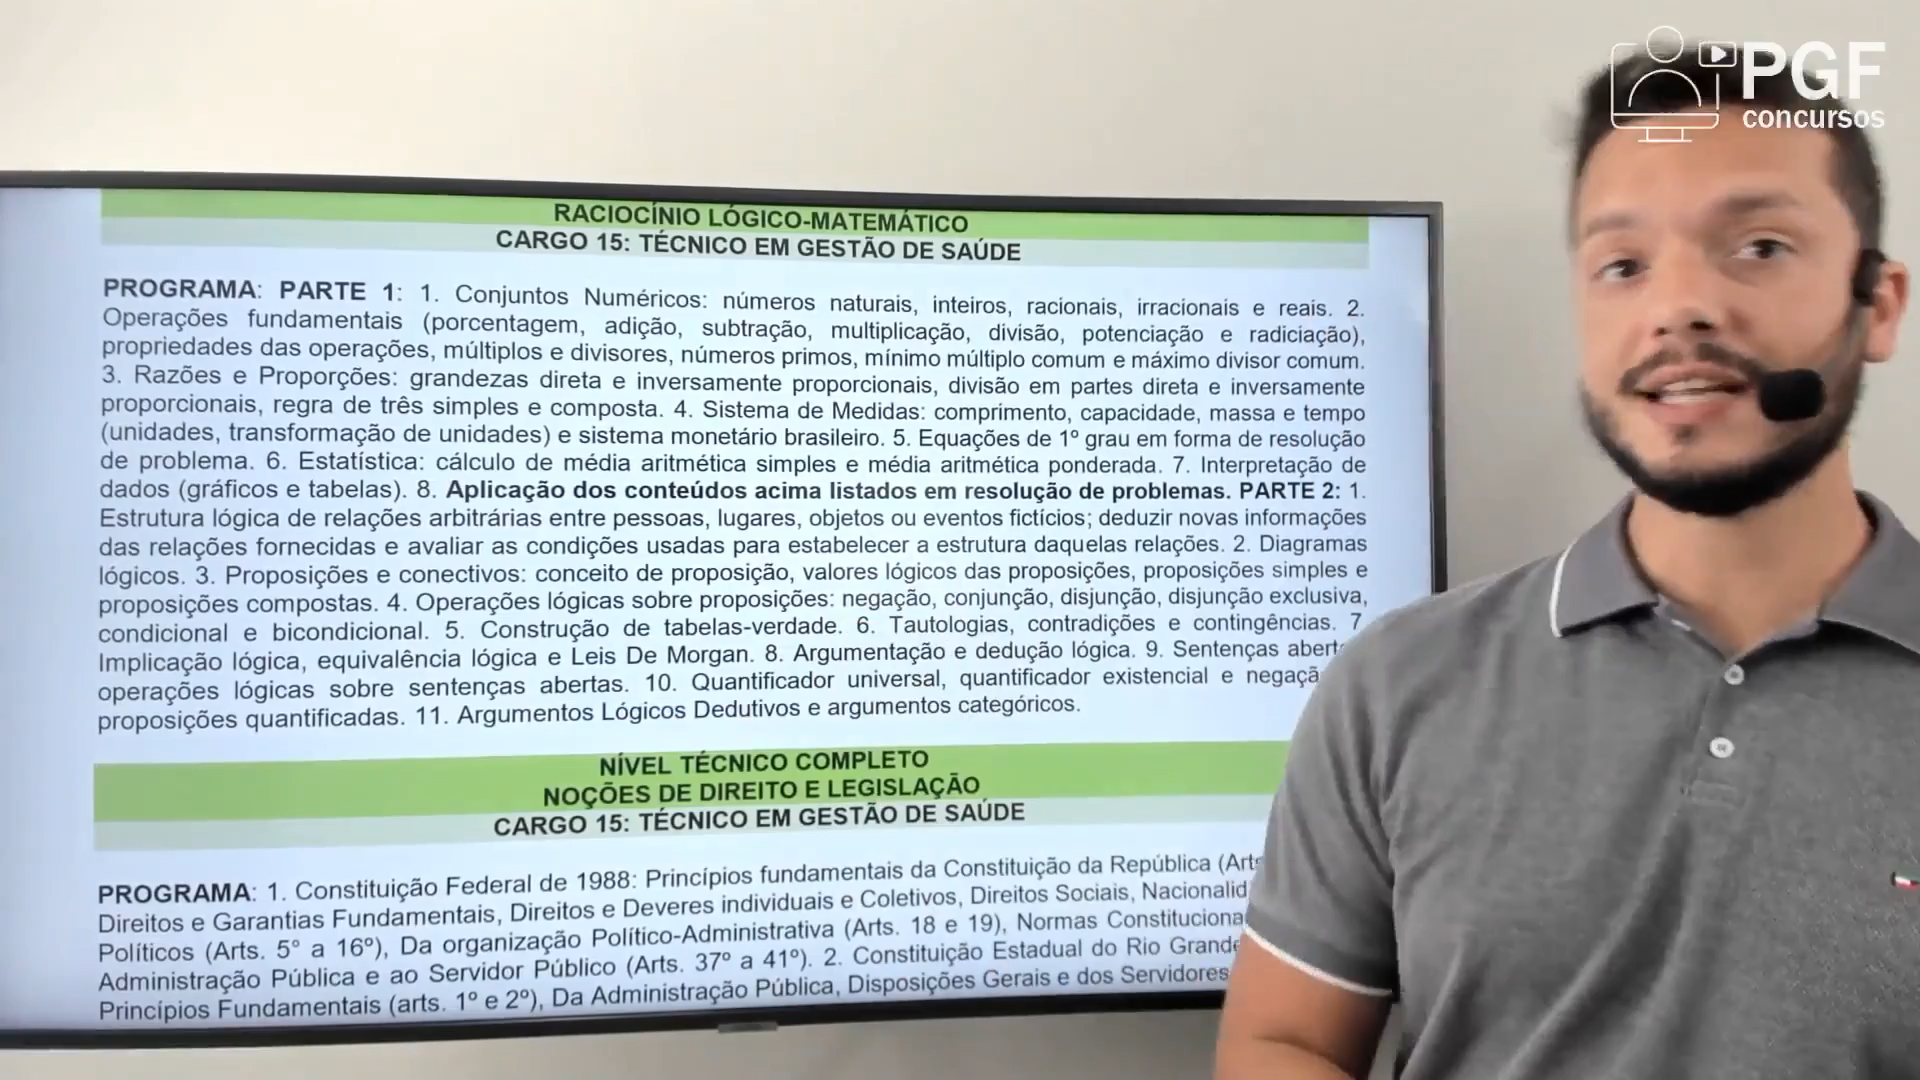 PGF
concursos
RACIOCÍNIO LÓGICO-MATEMÁTICO
CARGO 15: TÉCNICO EM GESTÃO DE SAÚDE
PROGRAMA: PARTE 1: 1. Conjuntos Numéricos: números naturais, inteiros, racionais, irracionais e reais. 2.
Operações fundamentais (porcentagem, adição, subtração, multiplicação, divisão, potenciação e radiciação),
propriedades das operações, múltiplos e divisores, números primos, mínimo múltiplo comum e máximo divisor comum.
3. Razões e Proporções: grandezas direta e inversamente proporcionais, divisão em partes direta e inversamente
proporcionais, regra de três simples e composta. 4. Sistema de Medidas: comprimento, capacidade, massa e tempo
(unidades, transformação de unidades) e sistema monetário brasileiro. 5. Equações de 1º grau em forma de resolução
de problema. 6. Estatística: cálculo de média aritmética simples e média aritmética ponderada. 7. Interpretação de
dados (gráficos e tabelas). 8. Aplicação dos conteúdos acima listados em resolução de problemas. PARTE 2: 1.
Estrutura lógica de relações arbitrárias entre pessoas, lugares, objetos ou eventos fictícios; deduzir novas informações
das relações fornecidas e avaliar as condições usadas para estabelecer a estrutura daquelas relações. 2. Diagramas
lógicos. 3. Proposições e conectivos: conceito de proposição, valores lógicos das proposições, proposições simples e
proposições compostas. 4. Operações lógicas sobre proposições: negação, conjunção, disjunção, disjunção exclusiva,
condicional e bicondicional. 5. Construção de tabelas-verdade. 6. Tautologias, contradições e contingências. 7
Implicação lógica, equivalência lógica e Leis De Morgan. 8. Argumentação e dedução lógica. 9. Sentenças
operações lógicas sobre sentenças abertas. 10. Quantificador universal, quantificador existencial e
proposições quantificadas. 11. Argumentos Lógicos Dedutivos e argumentos categóricos.
NÍVEL TÉCNICO COMPLETO
NOÇÕES DE DIREITO E LEGISLAÇÃO
CARGO 15: TÉCNICO EM GESTÃO DE SAÚDE
PROGRAMA: 1. Constituição Federal de 1988: Princípios fundamentais da Constituição da República
Direitos e Garantias Fundamentais, Direitos e Deveres individuais e Coletivos, Direitos Sociais,
Políticos (Arts. 5° a 16º), Da organização Político-Administrativa (Arts. 18 e 19), Normas
Administração Pública e ao Servidor Público (Arts. 37º a 41º). 2. Constituição Estadual do Rio Grande
Princípios Fundamentais (arts. 1º e 2º), Da Administração Pública, Disposições Gerais e dos Servidores